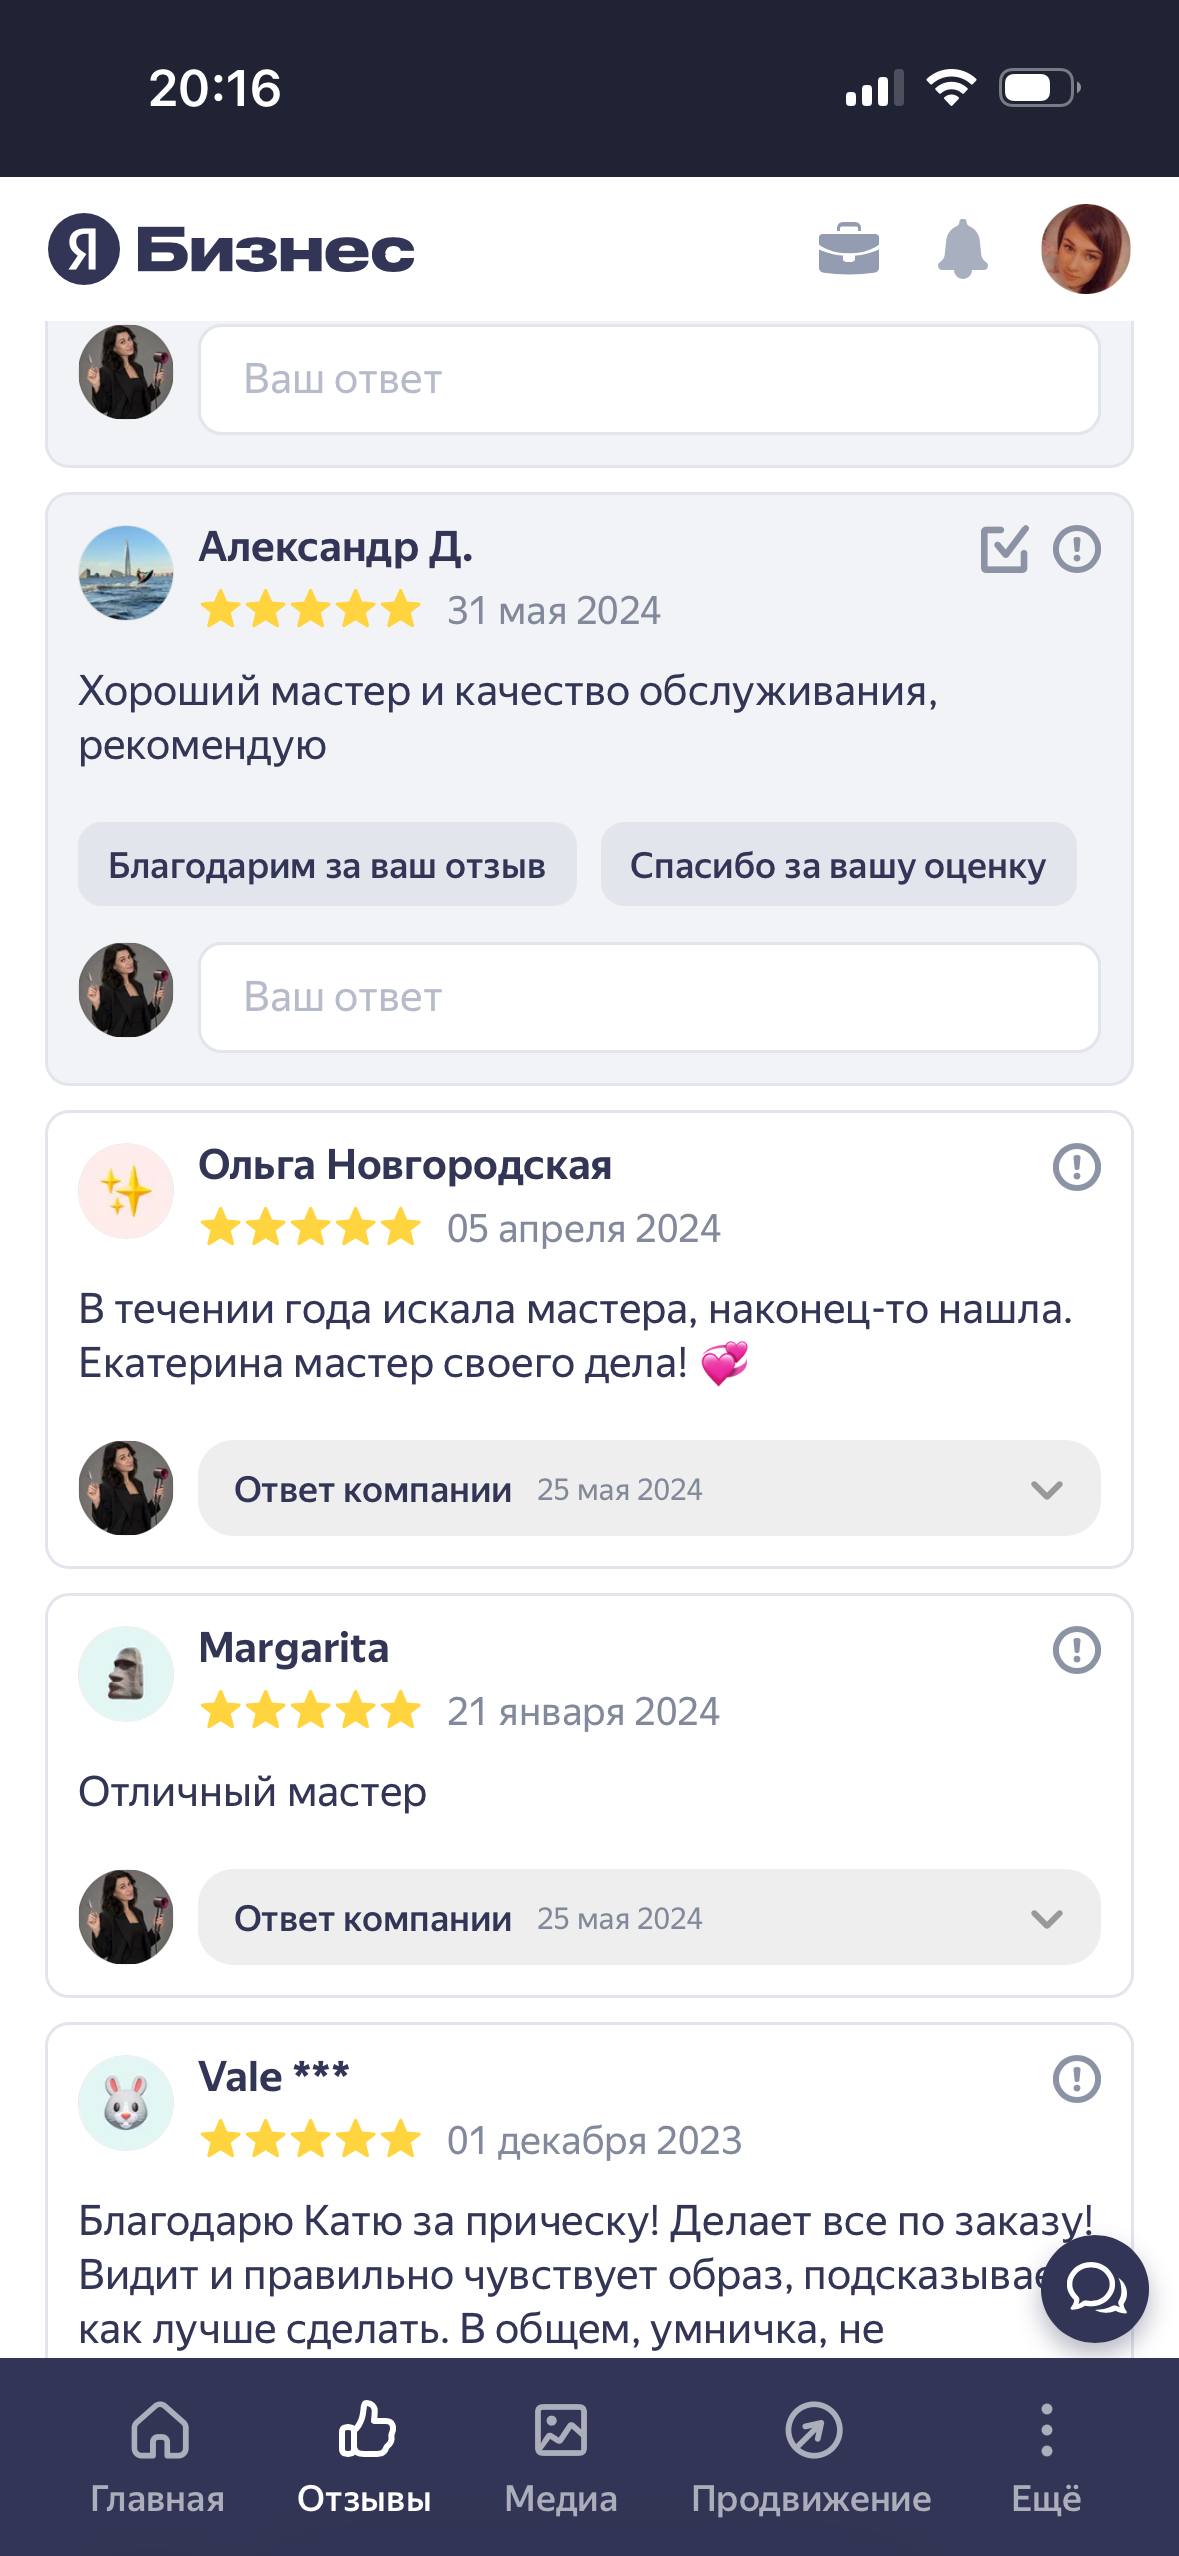 20:16
Я Бизнес
Ваш ответ
Александр Д.
31 мая 2024
Хороший мастер и качество обслуживания,
рекомендую
Благодарим за ваш отзыв
Спасибо за вашу оценку
Ваш ответ
Ольга Новгородская
05 апреля 2024
В течении года искала мастера, наконец-то нашла.
Екатерина мастер своего дела! 💞
Ответ компании 25 мая 2024
Margarita
21 января 2024
Отличный мастер
Ответ компании 25 мая 2024
Vale ***
01 декабря 2023
Благодарю Катю за прическу! Делает все по заказу!
Видит и правильно чувствует образ,
как лучше сделать. В общем, умничка, не
Главная
Отзывы
Медиа
Продвижение
Ещё